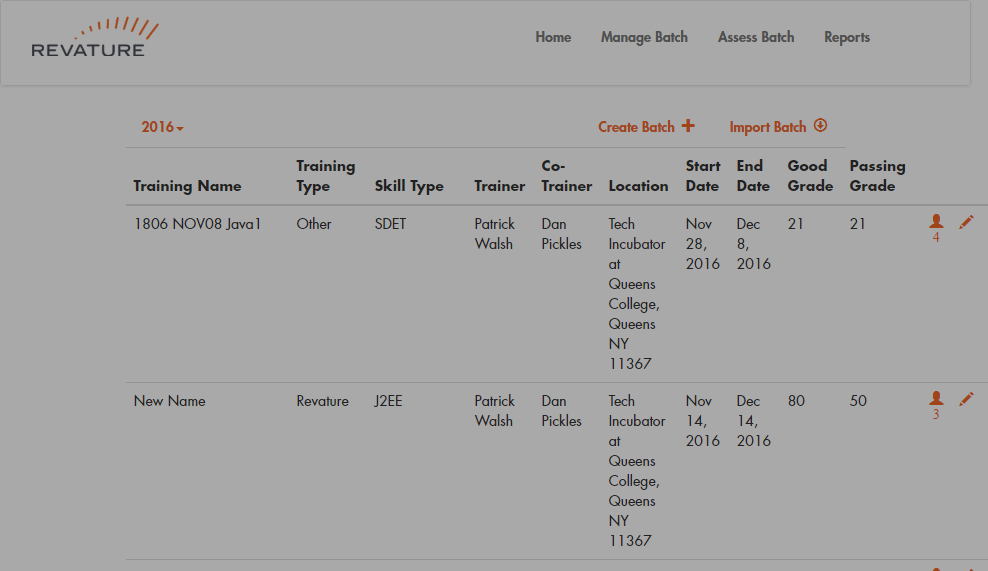 REVATURE
Home Manage Batch Assess Batch Reports
2016 Create Batch Import Batch
Training Name Training Type Skill Type Trainer Co-Trainer Location Start Date End Date Good Grade Passing Grade
1806 NOV08 Java1 Other SDET Patrick Dan Tech Nov Dec 21 21
Walsh Pickles Incubator 28, 8, 4
at 2016 2016
Queens
College,
Queens
NY
11367
New Name Revature J2EE Patrick Dan Tech Nov Dec 80 50
Walsh Pickles Incubator 14, 14, 3
at 2016 2016
Queens
College,
Queens
NY
11367